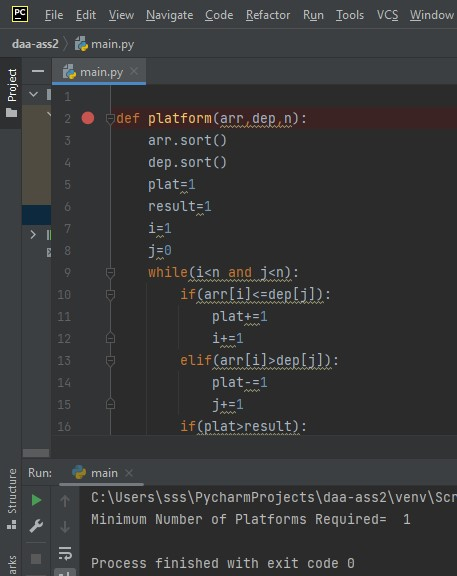 PC File Edit View Navigate Code Refactor Run Tools VCS Window
daa-ass2 main.py
Project
main.py
1
2 def platform(arr,dep,n):
3 arr.sort()
4 dep.sort()
5 plat=1
6 result=1
7 i=1
8 j=0
9 while(i<n and j<n):
10 if(arr[i]<=dep[j]):
11 plat+=1
12 i+=1
13 elif(arr[i]>dep[j]):
14 plat-=1
15 j+=1
16 if(plat>result):
Structure
Run: main
C:\Users\sss\PycharmProjects\daa-ass2\venv\Scr
Minimum Number of Platforms Required= 1
Process finished with exit code 0
arks